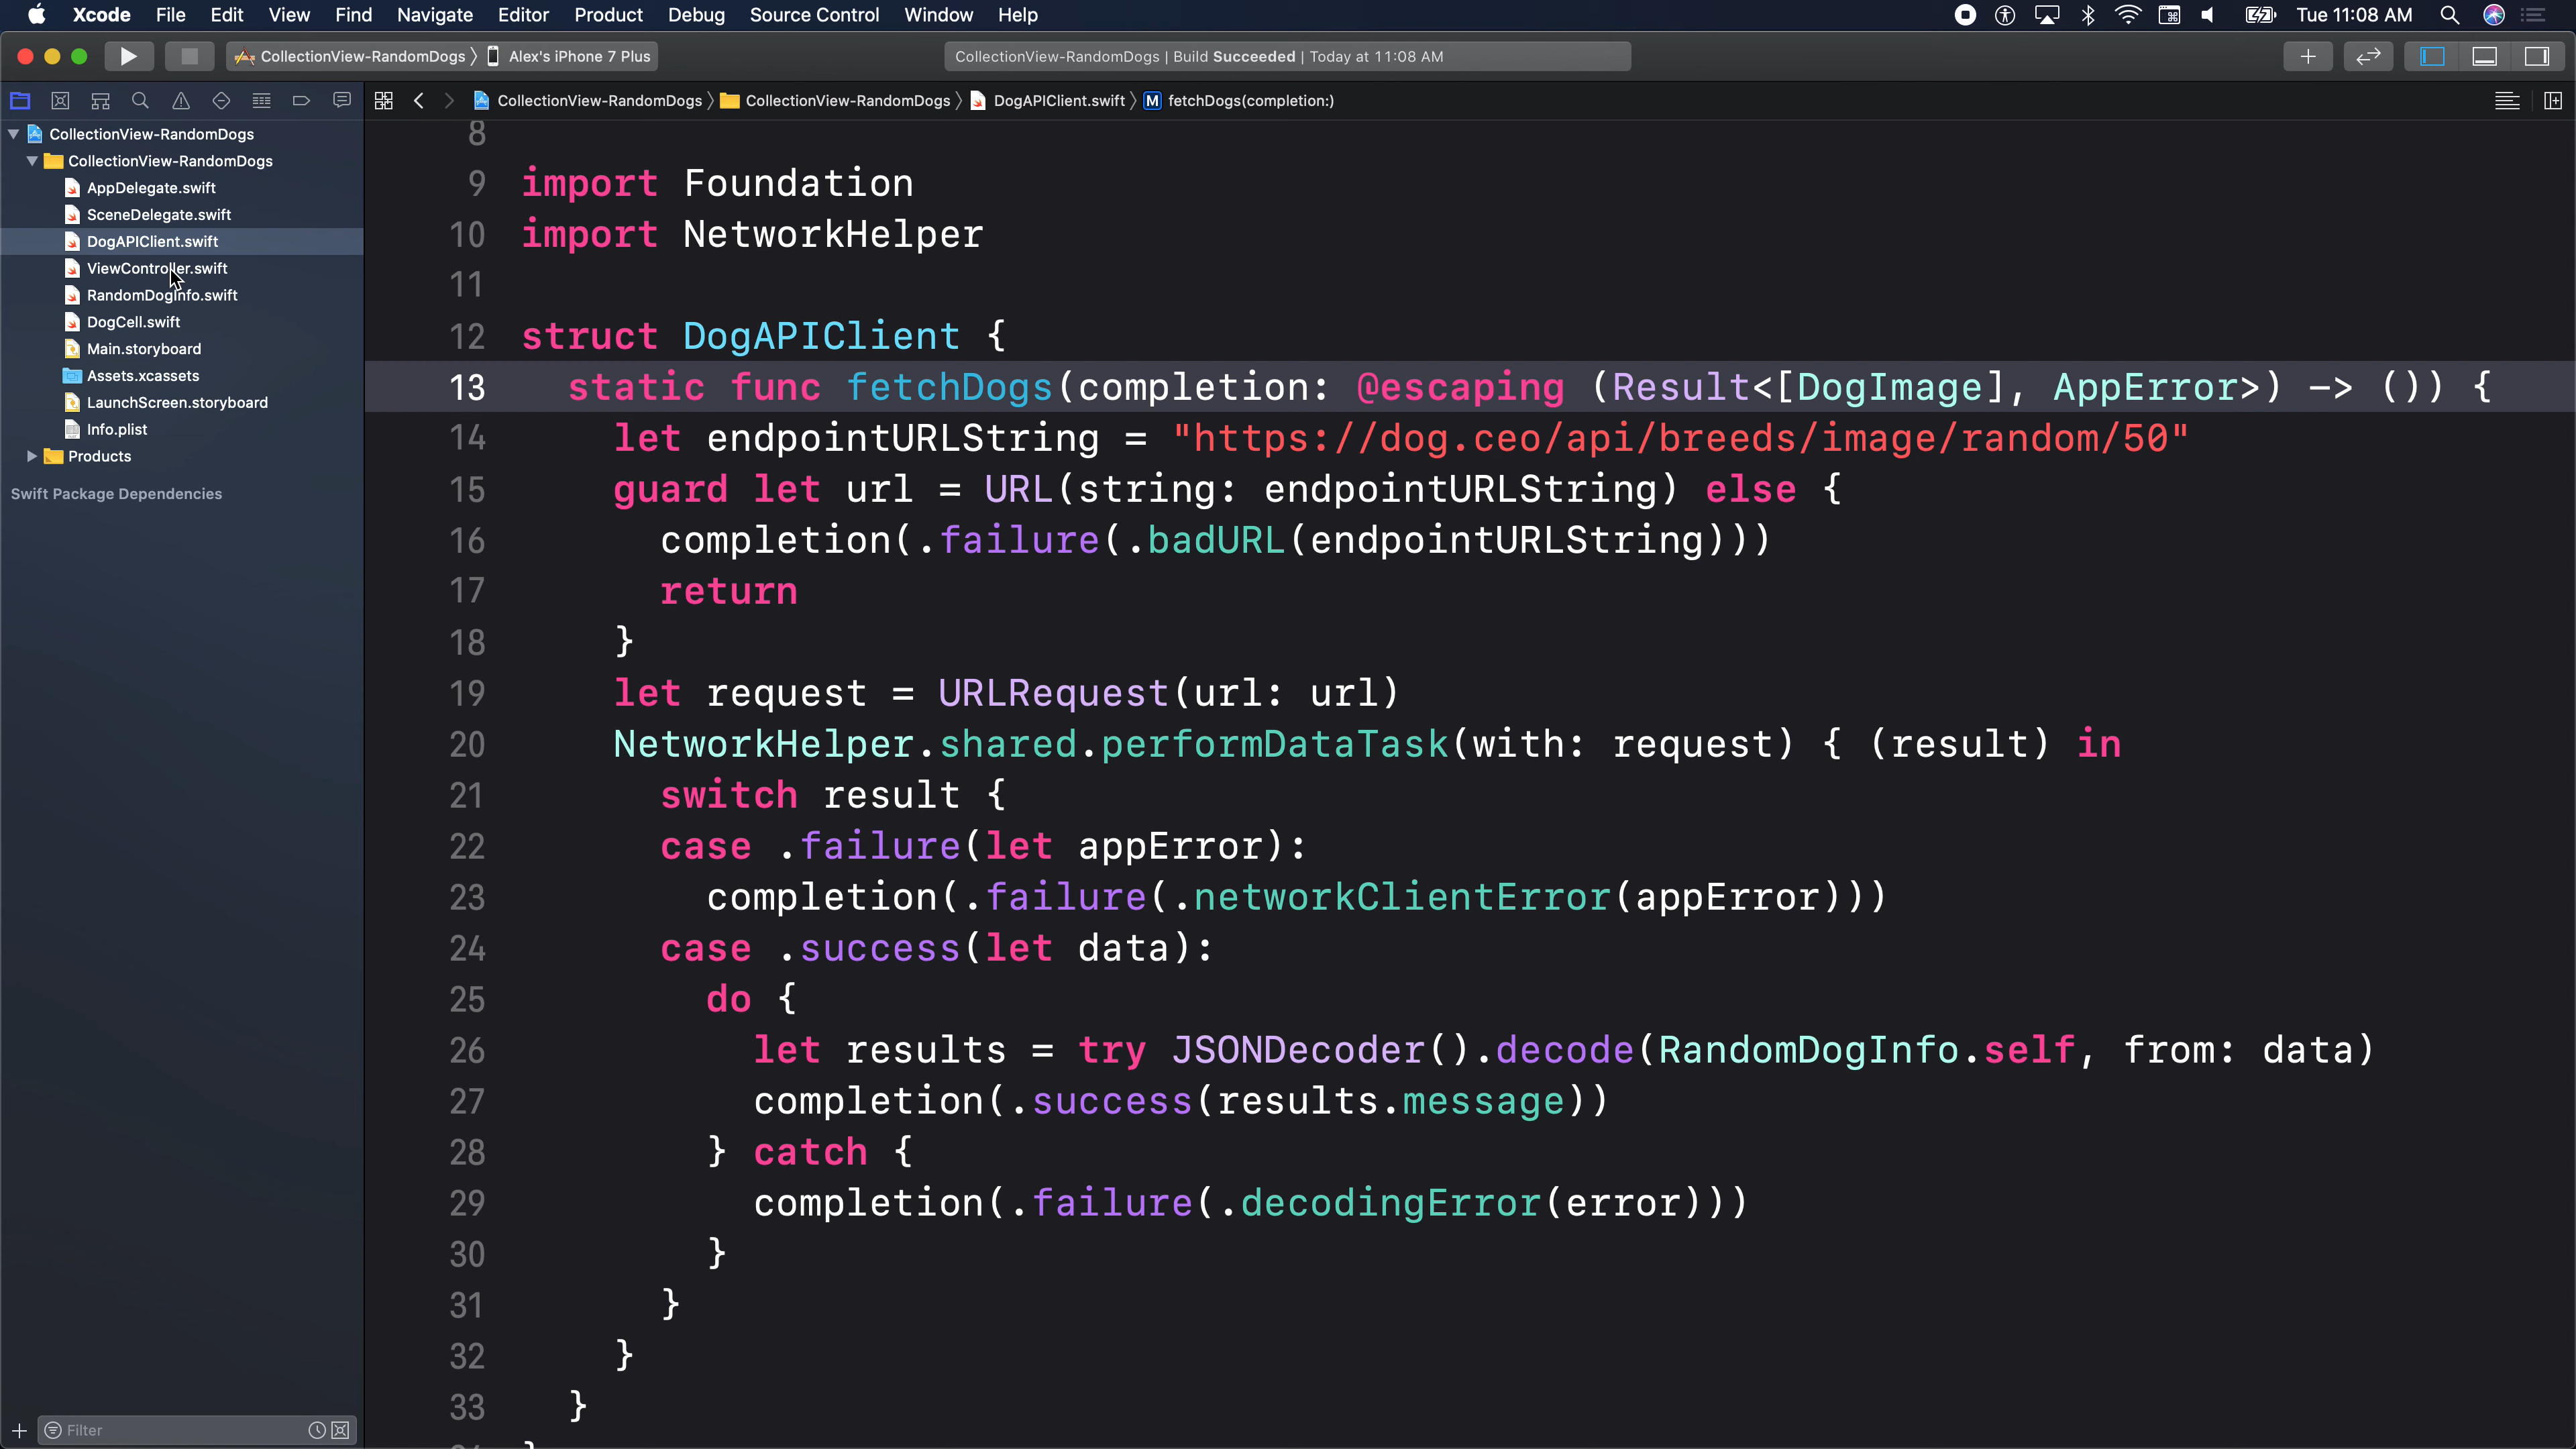 Xcode File Edit View Find Navigate Editor Product Debug Source Control Window Help Tue 11:08 AM
CollectionView-RandomDogs Alex's iPhone 7 Plus CollectionView-RandomDogs | Build Succeeded | Today at 11:08 AM
CollectionView-RandomDogs CollectionView-RandomDogs DogAPIClient.swift M fetchDogs(completion:)
CollectionView-RandomDogs
CollectionView-RandomDogs
AppDelegate.swift
SceneDelegate.swift
DogAPIClient.swift
ViewController.swift
RandomDogInfo.swift
DogCell.swift
Main.storyboard
Assets.xcassets
LaunchScreen.storyboard
Info.plist
Products
Swift Package Dependencies
Filter
8
9 import Foundation
10 import NetworkHelper
11
12 struct DogAPIClient {
13 static func fetchDogs(completion: @escaping (Result<[DogImage], AppError>) -> ()) {
14 let endpointURLString = "https://dog.ceo/api/breeds/image/random/50"
15 guard let url = URL(string: endpointURLString) else {
16 completion(.failure(.badURL(endpointURLString)))
17 return
18 }
19 let request = URLRequest(url: url)
20 NetworkHelper.shared.performDataTask(with: request) { (result) in
21 switch result {
22 case .failure(let appError):
23 completion(.failure(.networkClientError(appError)))
24 case .success(let data):
25 do {
26 let results = try JSONDecoder().decode(RandomDogInfo.self, from: data)
27 completion(.success(results.message))
28 } catch {
29 completion(.failure(.decodingError(error)))
30 }
31 }
32 }
33 }